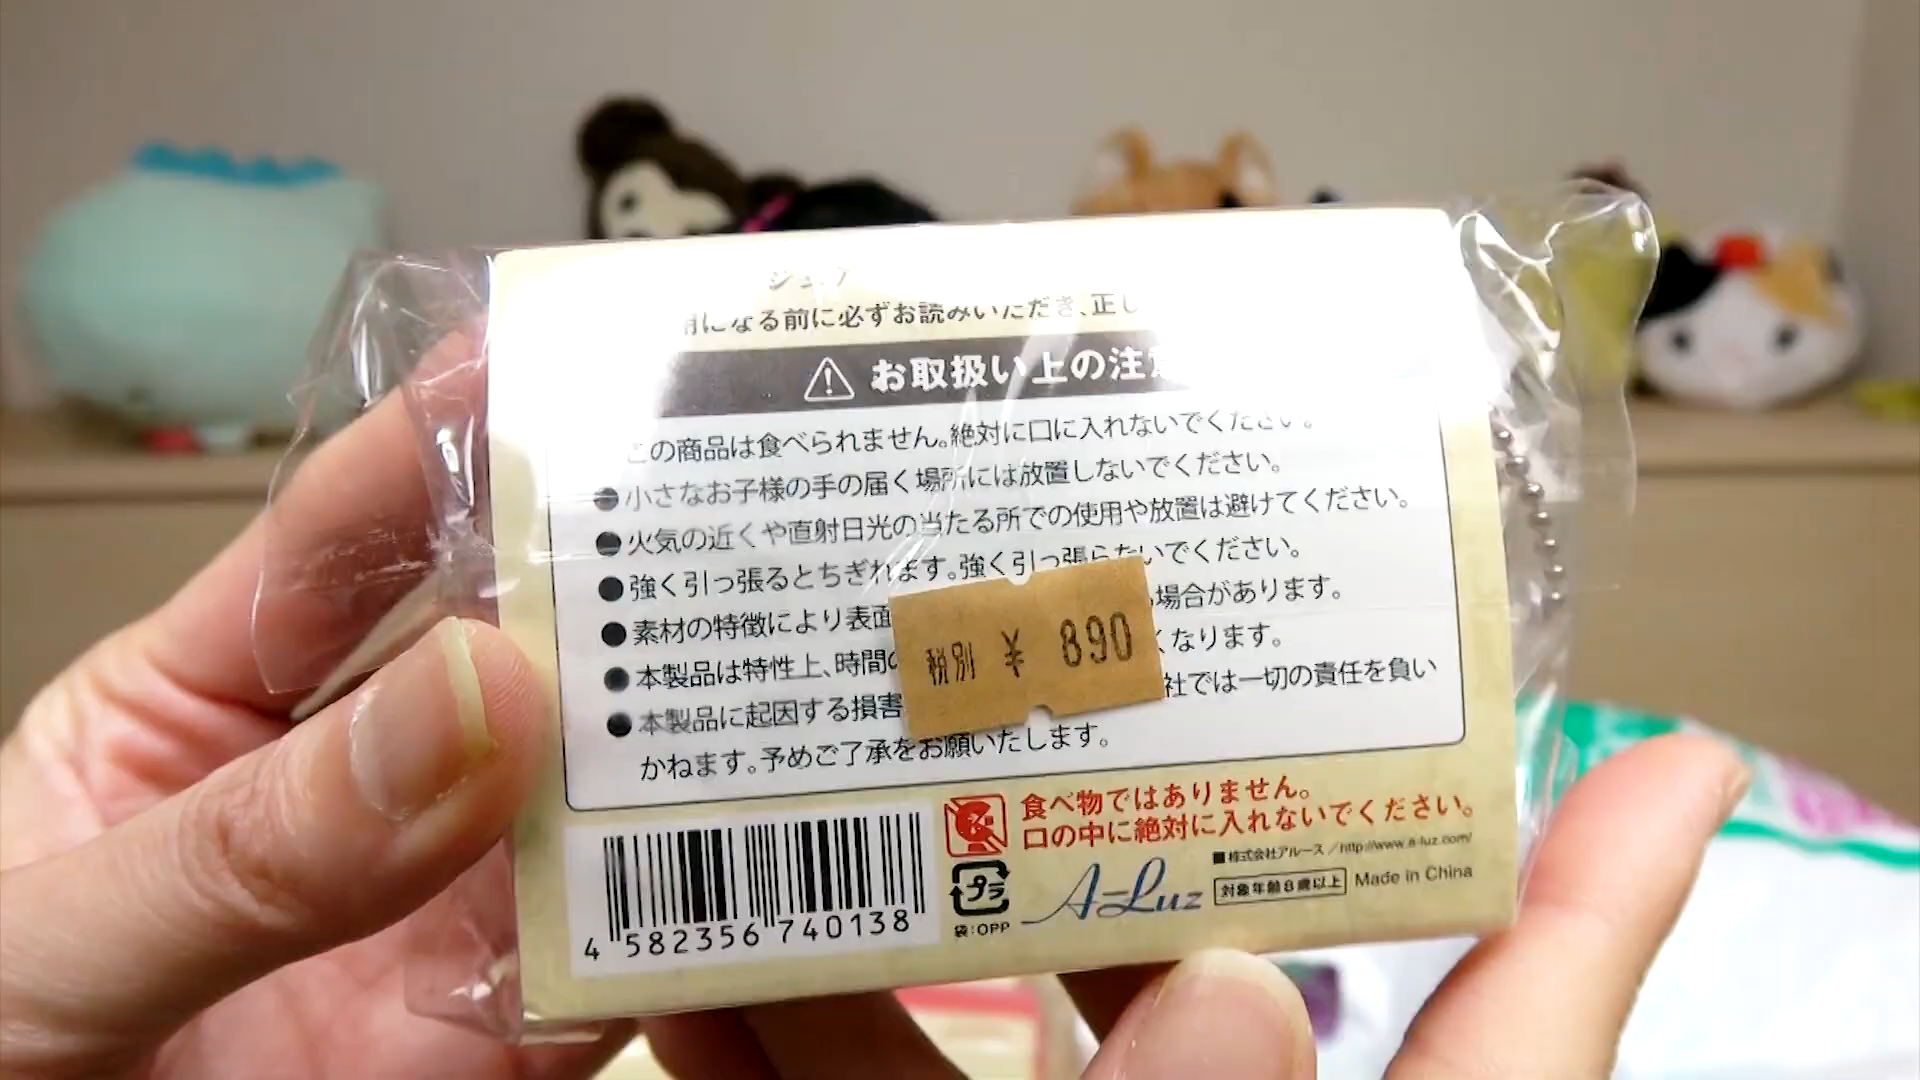 ジェア
用になる前に必ずお読みいただき、正し
お取扱い上の注意
この商品は食べられません。絶対に口に入れないでください。
●小さなお子様の手の届く場所には放置しないでください。
●火気の近くや直射日光の当たる所での使用や放置は避けてください。
●強く引っ張るとちぎれます。強く引っ張らないでください。
●素材の特徴により表面 場合があります。
●本製品は特性上、時間の くなります。
●本製品に起因する損害 社では一切の責任を負い
かねます。予めご了承をお願いたします。
税別 ¥ 890
食べ物ではありません。
口の中に絶対に入れないでください。
■株式会社アルース/http://www.a-luz.com/
プラ
袋:OPP
A-Luz
対象年齢8歳以上
Made in China
4 582356 740138